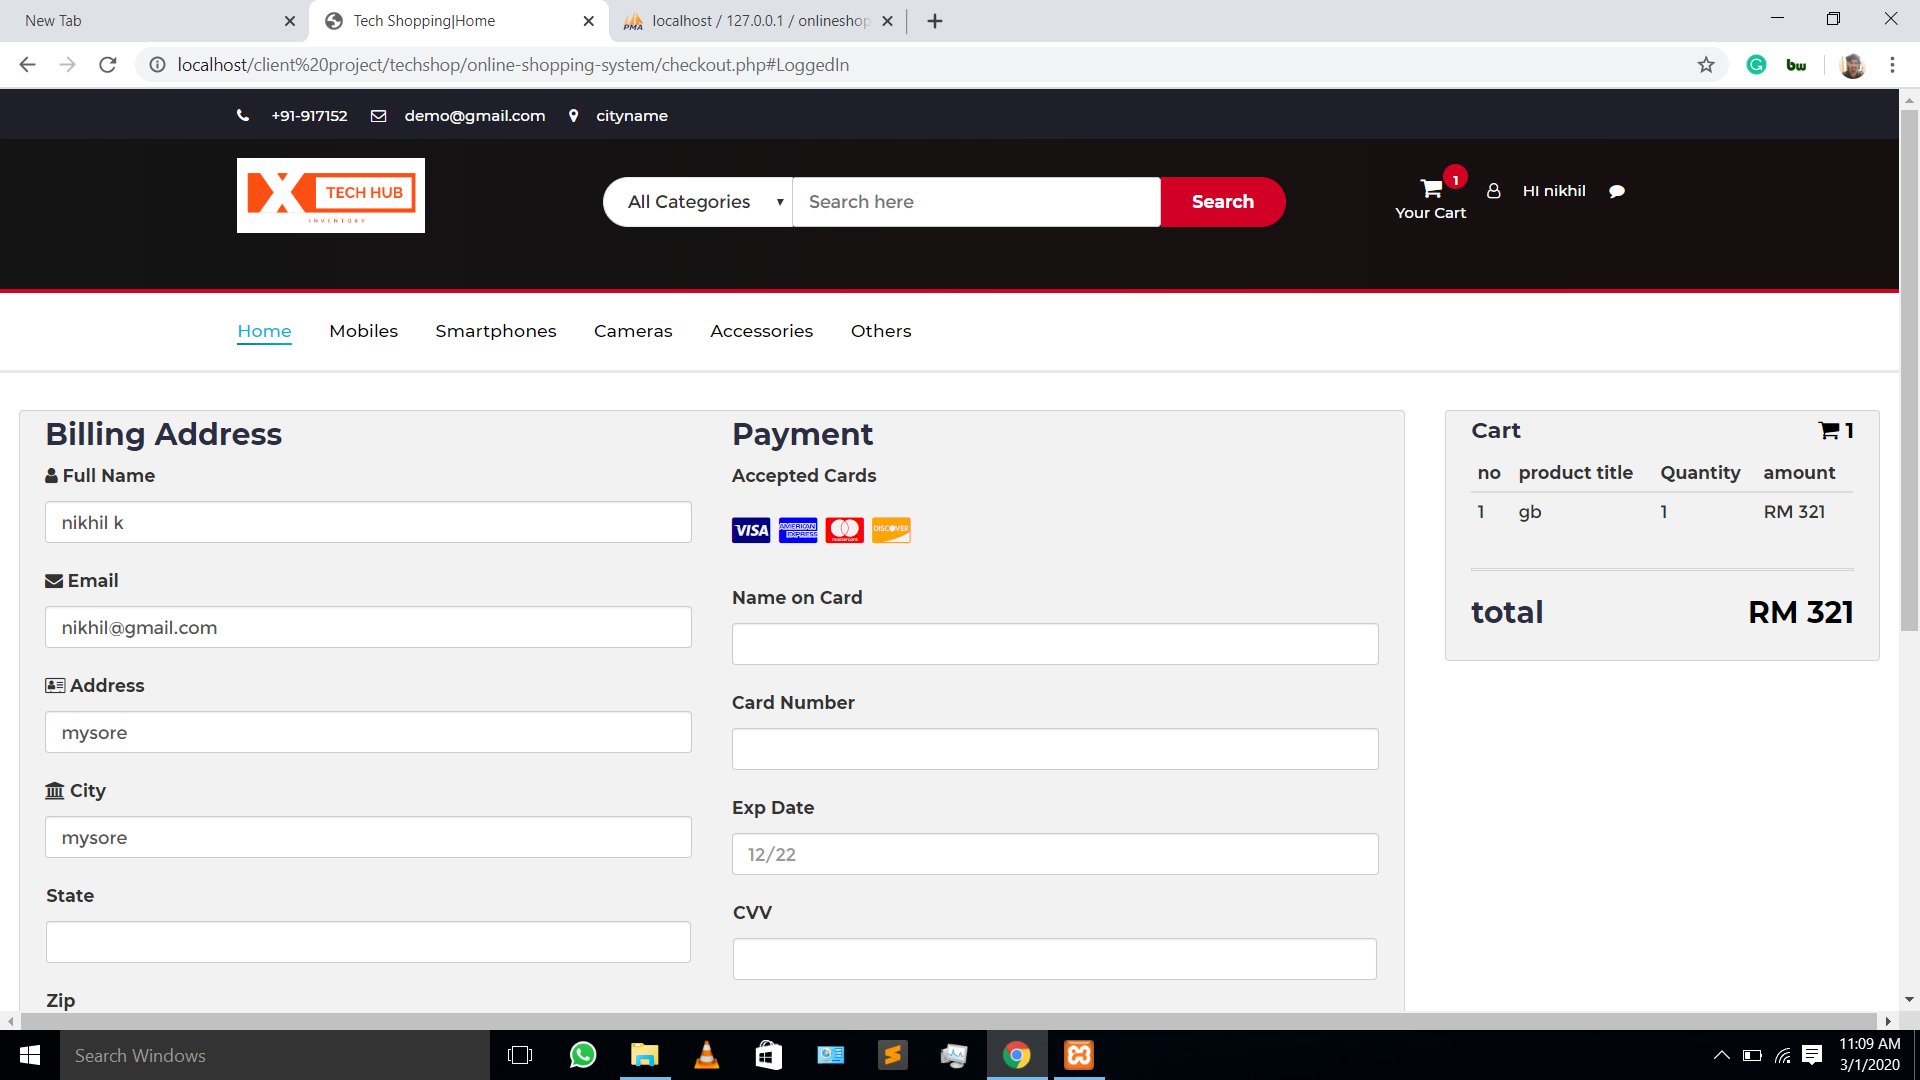 New Tab
Tech Shopping|Home
localhost / 127.0.0.1 / onlineshop
localhost/client%20project/techshop/online-shopping-system/checkout.php#LoggedIn
bw
+91-917152 demo@gmail.com cityname
TECH HUB
INVENTORY
All Categories Search here Search
1
Your Cart
HI nikhil
Home Mobiles Smartphones Cameras Accessories Others
Billing Address
Full Name
nikhil k
Email
nikhil@gmail.com
Address
mysore
City
mysore
State
Zip
Payment
Accepted Cards
VISA AMERICAN EXPRESS mastercard DISCOVER
Name on Card
Card Number
Exp Date
12/22
CVV
Cart 1
no product title Quantity amount
1 gb 1 RM 321
total RM 321
Search Windows
11:09 AM
3/1/2020